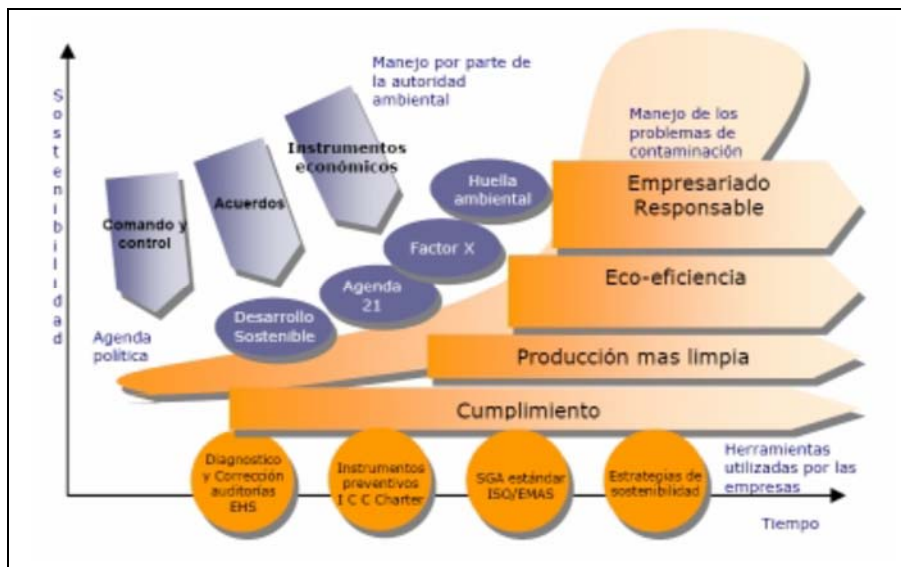 Sostenibilidad
Manejo por parte de
la autoridad
ambiental
Comando y
control
Acuerdos
Instrumentos
económicos
Manejo de los
problemas de
contaminación
Huella
ambiental
Empresariado
Responsable
Factor X
Agenda
21
Eco-eficiencia
Desarrollo
Sostenible
Agenda
política
Producción mas limpia
Cumplimiento
Diagnostico
y Corrección
auditorías
EHS
Instrumentos
preventivos
I C C Charter
SGA estándar
ISO/EMAS
Estrategias de
sostenibilidad
Herramientas
utilizadas por las
empresas
Tiempo